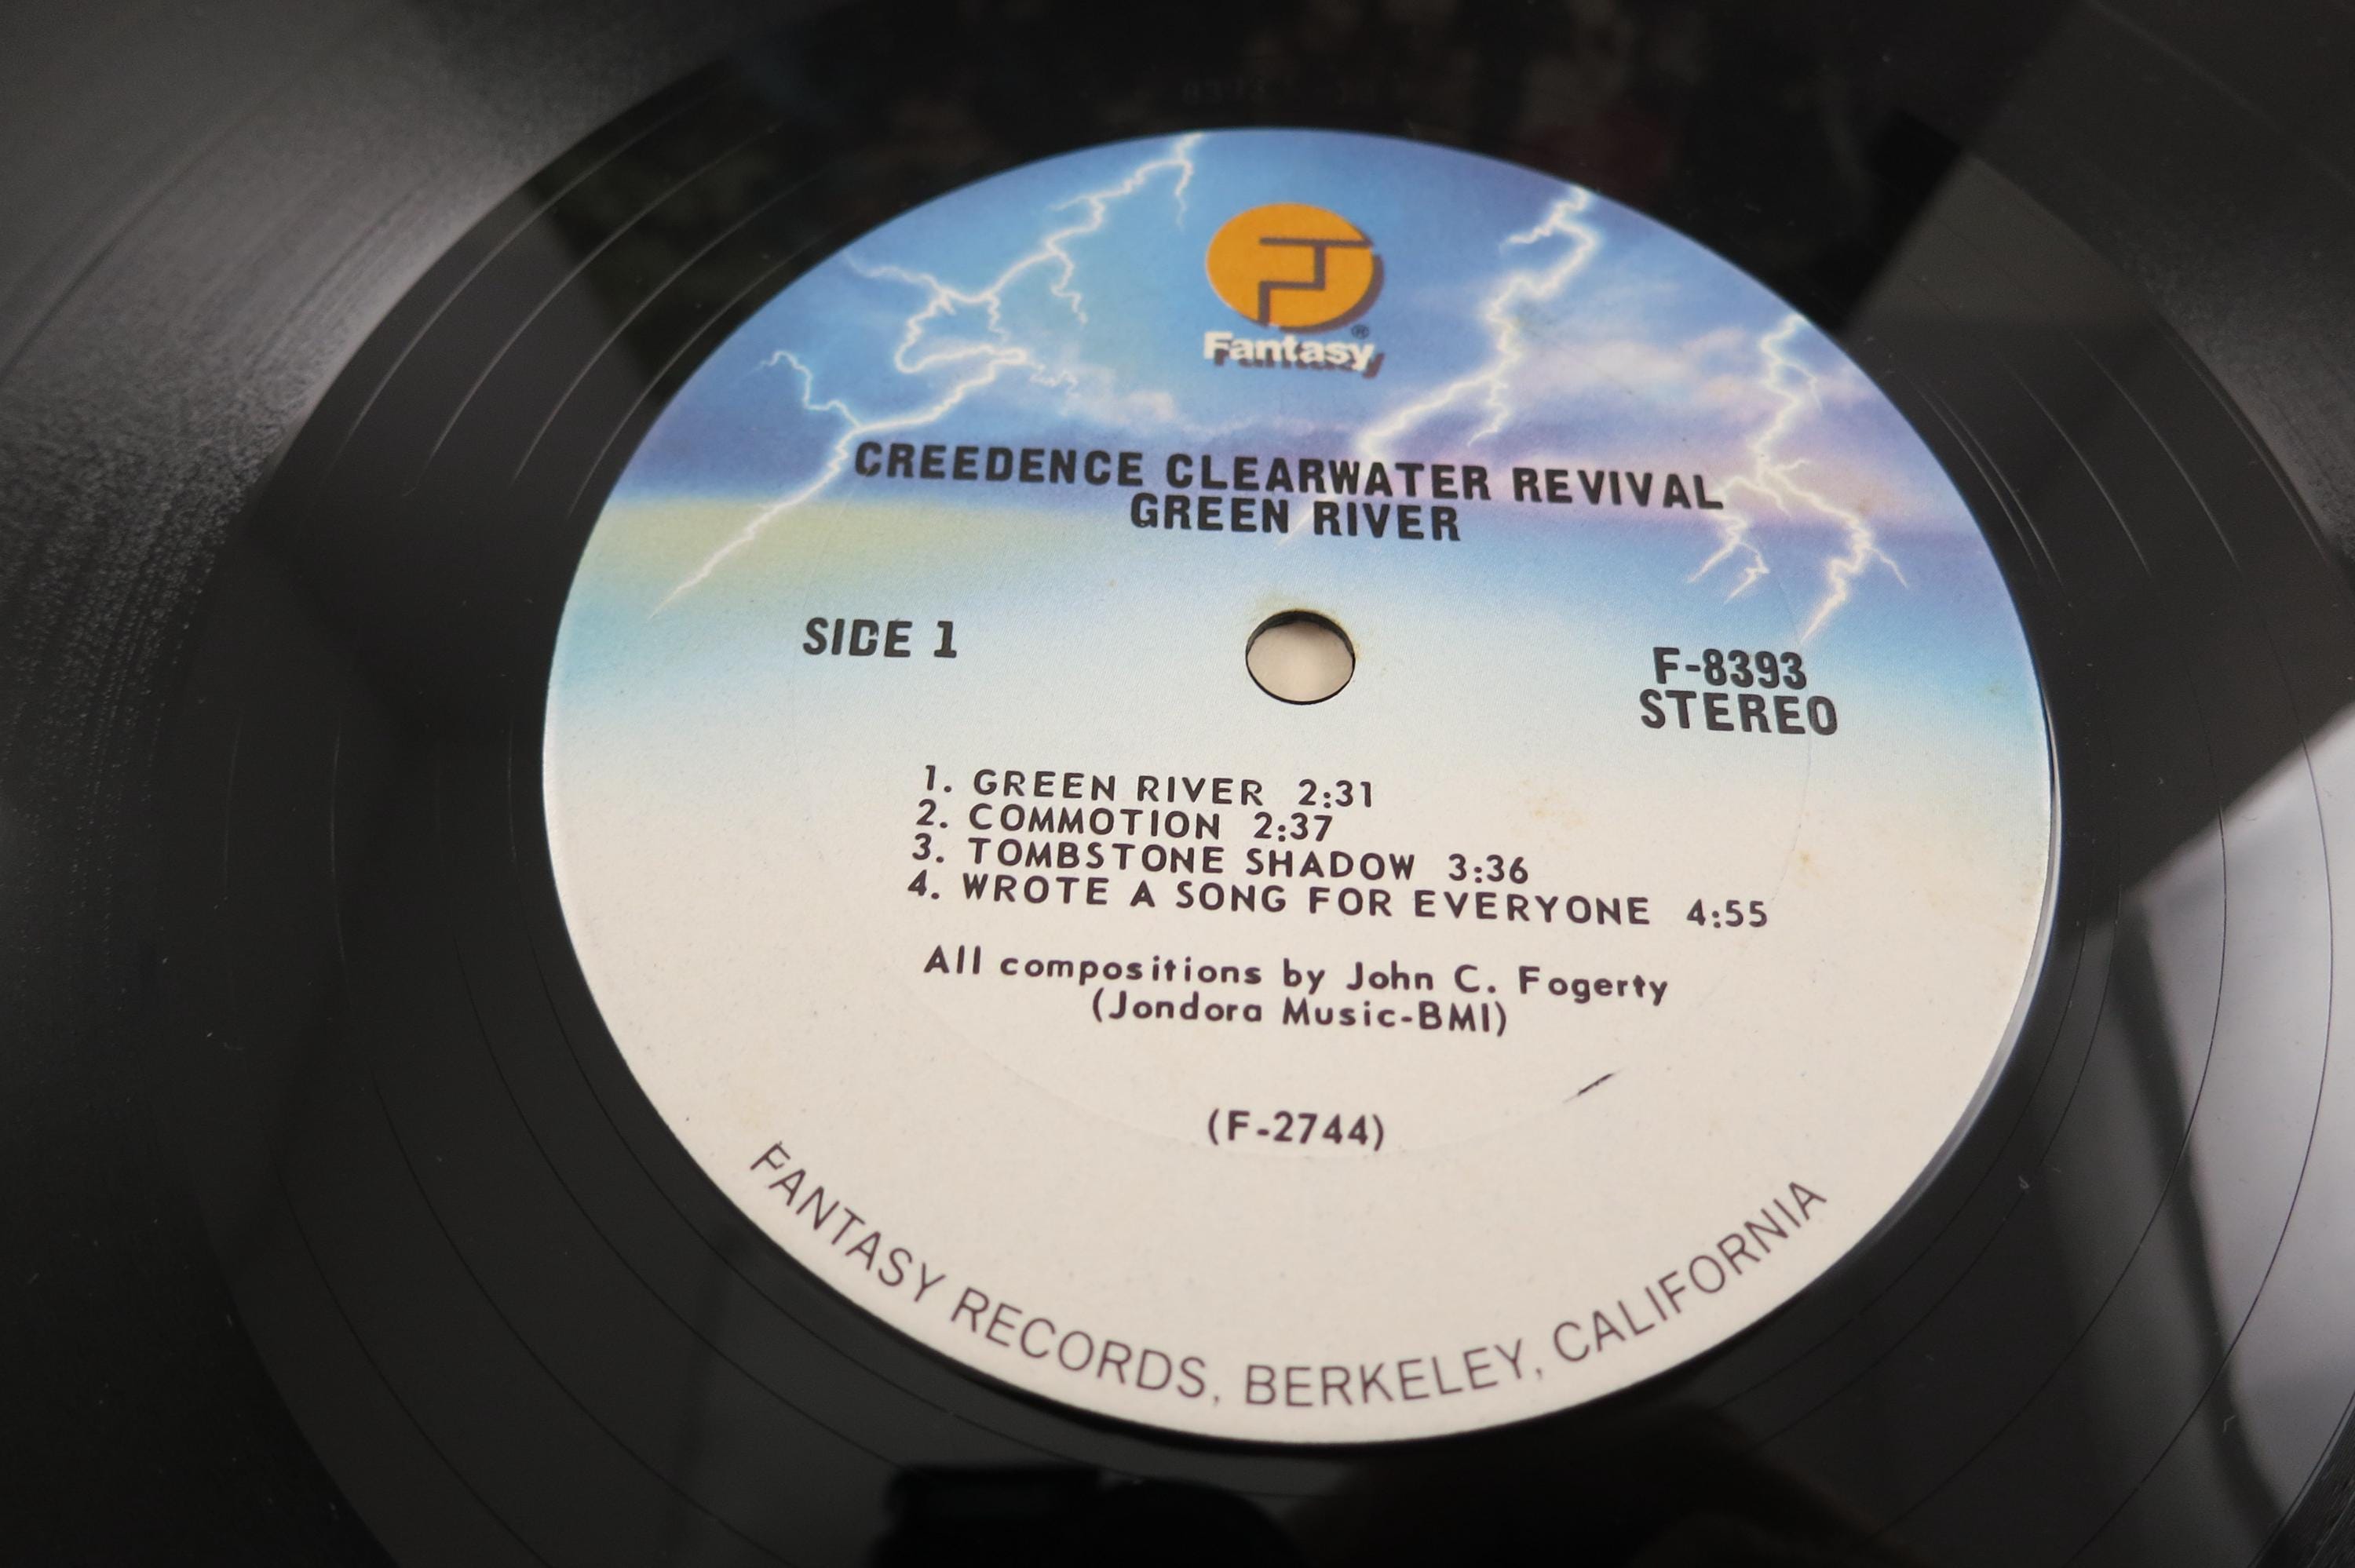 Fantasy®
CREEDENCE CLEARWATER REVIVAL
GREEN RIVER
SIDE 1
F-8393
STEREO
1. GREEN RIVER 2:31
2. COMMOTION 2:37
3. TOMBSTONE SHADOW 3:36
4. WROTE A SONG FOR EVERYONE 4:55
All compositions by John C. Fogerty
(Jondora Music-BMI)
(F-2744)
FANTASY RECORDS, BERKELEY, CALIFORNIA